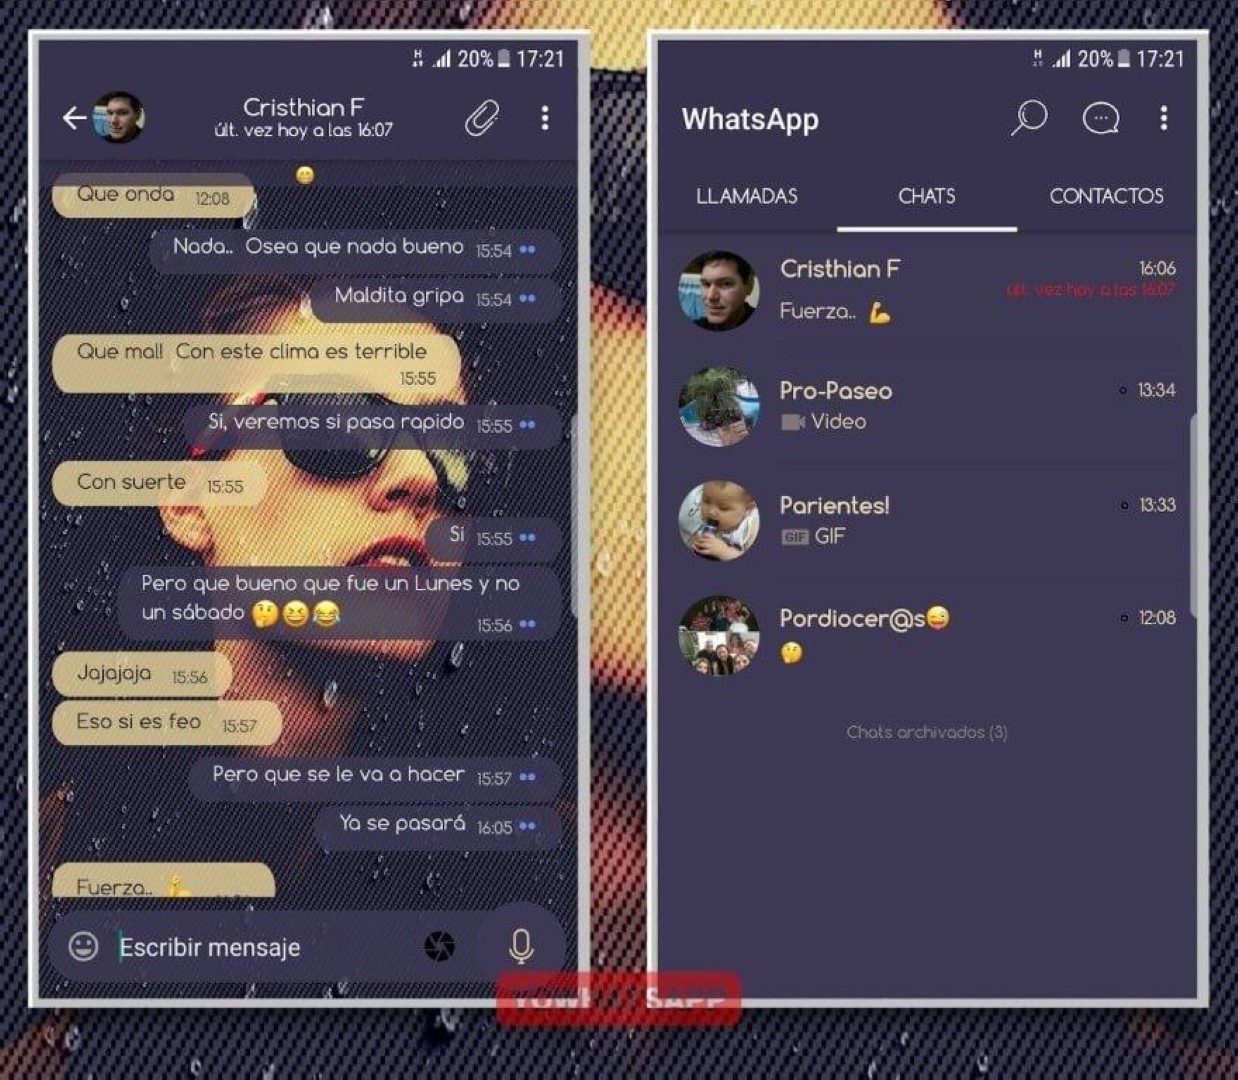 20% 17:21
Cristhian F
últ. vez hoy a las 16:07
Que onda 12:08
Nada.. Osea que nada bueno 15:54
Maldita gripa 15:54
Que mal! Con este clima es terrible
15:55
Si, veremos si pasa rapido 15:55
Con suerte 15:55
Si 15:55
Pero que bueno que fue un Lunes y no
un sábado 🤔😆😂
15:56
Jajajaja 15:56
Eso si es feo 15:57
Pero que se le va a hacer 15:57
Ya se pasará 16:05
Fuerza.. 💪
Escribir mensaje
H 20% 17:21
WhatsApp
LLAMADAS CHATS CONTACTOS
Cristhian F 16:06
últ. vez hoy a las 16:07
Fuerza.. 💪
Pro-Paseo 13:34
Video
Parientes! 13:33
GIF GIF
Pordiocer@s😜 12:08
🤔
Chats archivados (3)
YOWHATSAPP